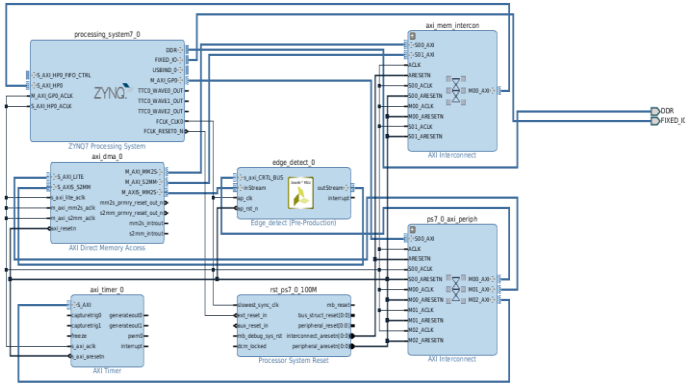 processing_system7_0
DDR
FIXED_IO
USBIND_0
S_AXI_HP0_FIFO_CTRL
M_AXI_GP0
S_AXI_HP0
TTC0_WAVE0_OUT
M_AXI_GP0_ACLK
ZYNQ
TTC0_WAVE1_OUT
S_AXI_HP0_ACLK
TTC0_WAVE2_OUT
FCLK_CLK0
FCLK_RESET0_N
ZYNQ7 Processing System
axi_mem_intercon
S00_AXI
S01_AXI
ACLK
ARESETN
S00_ACLK
S00_ARESETN
M00_AXI
M00_ACLK
M00_ARESETN
S01_ACLK
S01_ARESETN
AXI Interconnect
DDR
FIXED_IO
axi_dma_0
S_AXI_LITE
M_AXI_MM2S
S_AXIS_S2MM
M_AXI_S2MM
M_AXIS_MM2S
s_axi_lite_aclk
mm2s_prmry_reset_out_n
m_axi_mm2s_aclk
s2mm_prmry_reset_out_n
m_axi_s2mm_aclk
mm2s_introut
axi_resetn
s2mm_introut
AXI Direct Memory Access
edge_detect_0
s_axi_CRTL_BUS
inStream
outStream
ap_clk
interrupt
ap_rst_n
Edge_detect (Pre-Production)
ps7_0_axi_periph
S00_AXI
ACLK
ARESETN
S00_ACLK
S00_ARESETN
M00_AXI
M00_ACLK
M01_AXI
M00_ARESETN
M02_AXI
M01_ACLK
M01_ARESETN
M02_ACLK
M02_ARESETN
AXI Interconnect
axi_timer_0
S_AXI
capturetrig0
generateout0
capturetrig1
generateout1
freeze
pwm0
s_axi_aclk
interrupt
s_axi_aresetn
AXI Timer
rst_ps7_0_100M
slowest_sync_clk
mb_reset
ext_reset_in
bus_struct_reset[0:0]
aux_reset_in
peripheral_reset[0:0]
mb_debug_sys_rst
interconnect_aresetn[0:0]
dcm_locked
peripheral_aresetn[0:0]
Processor System Reset